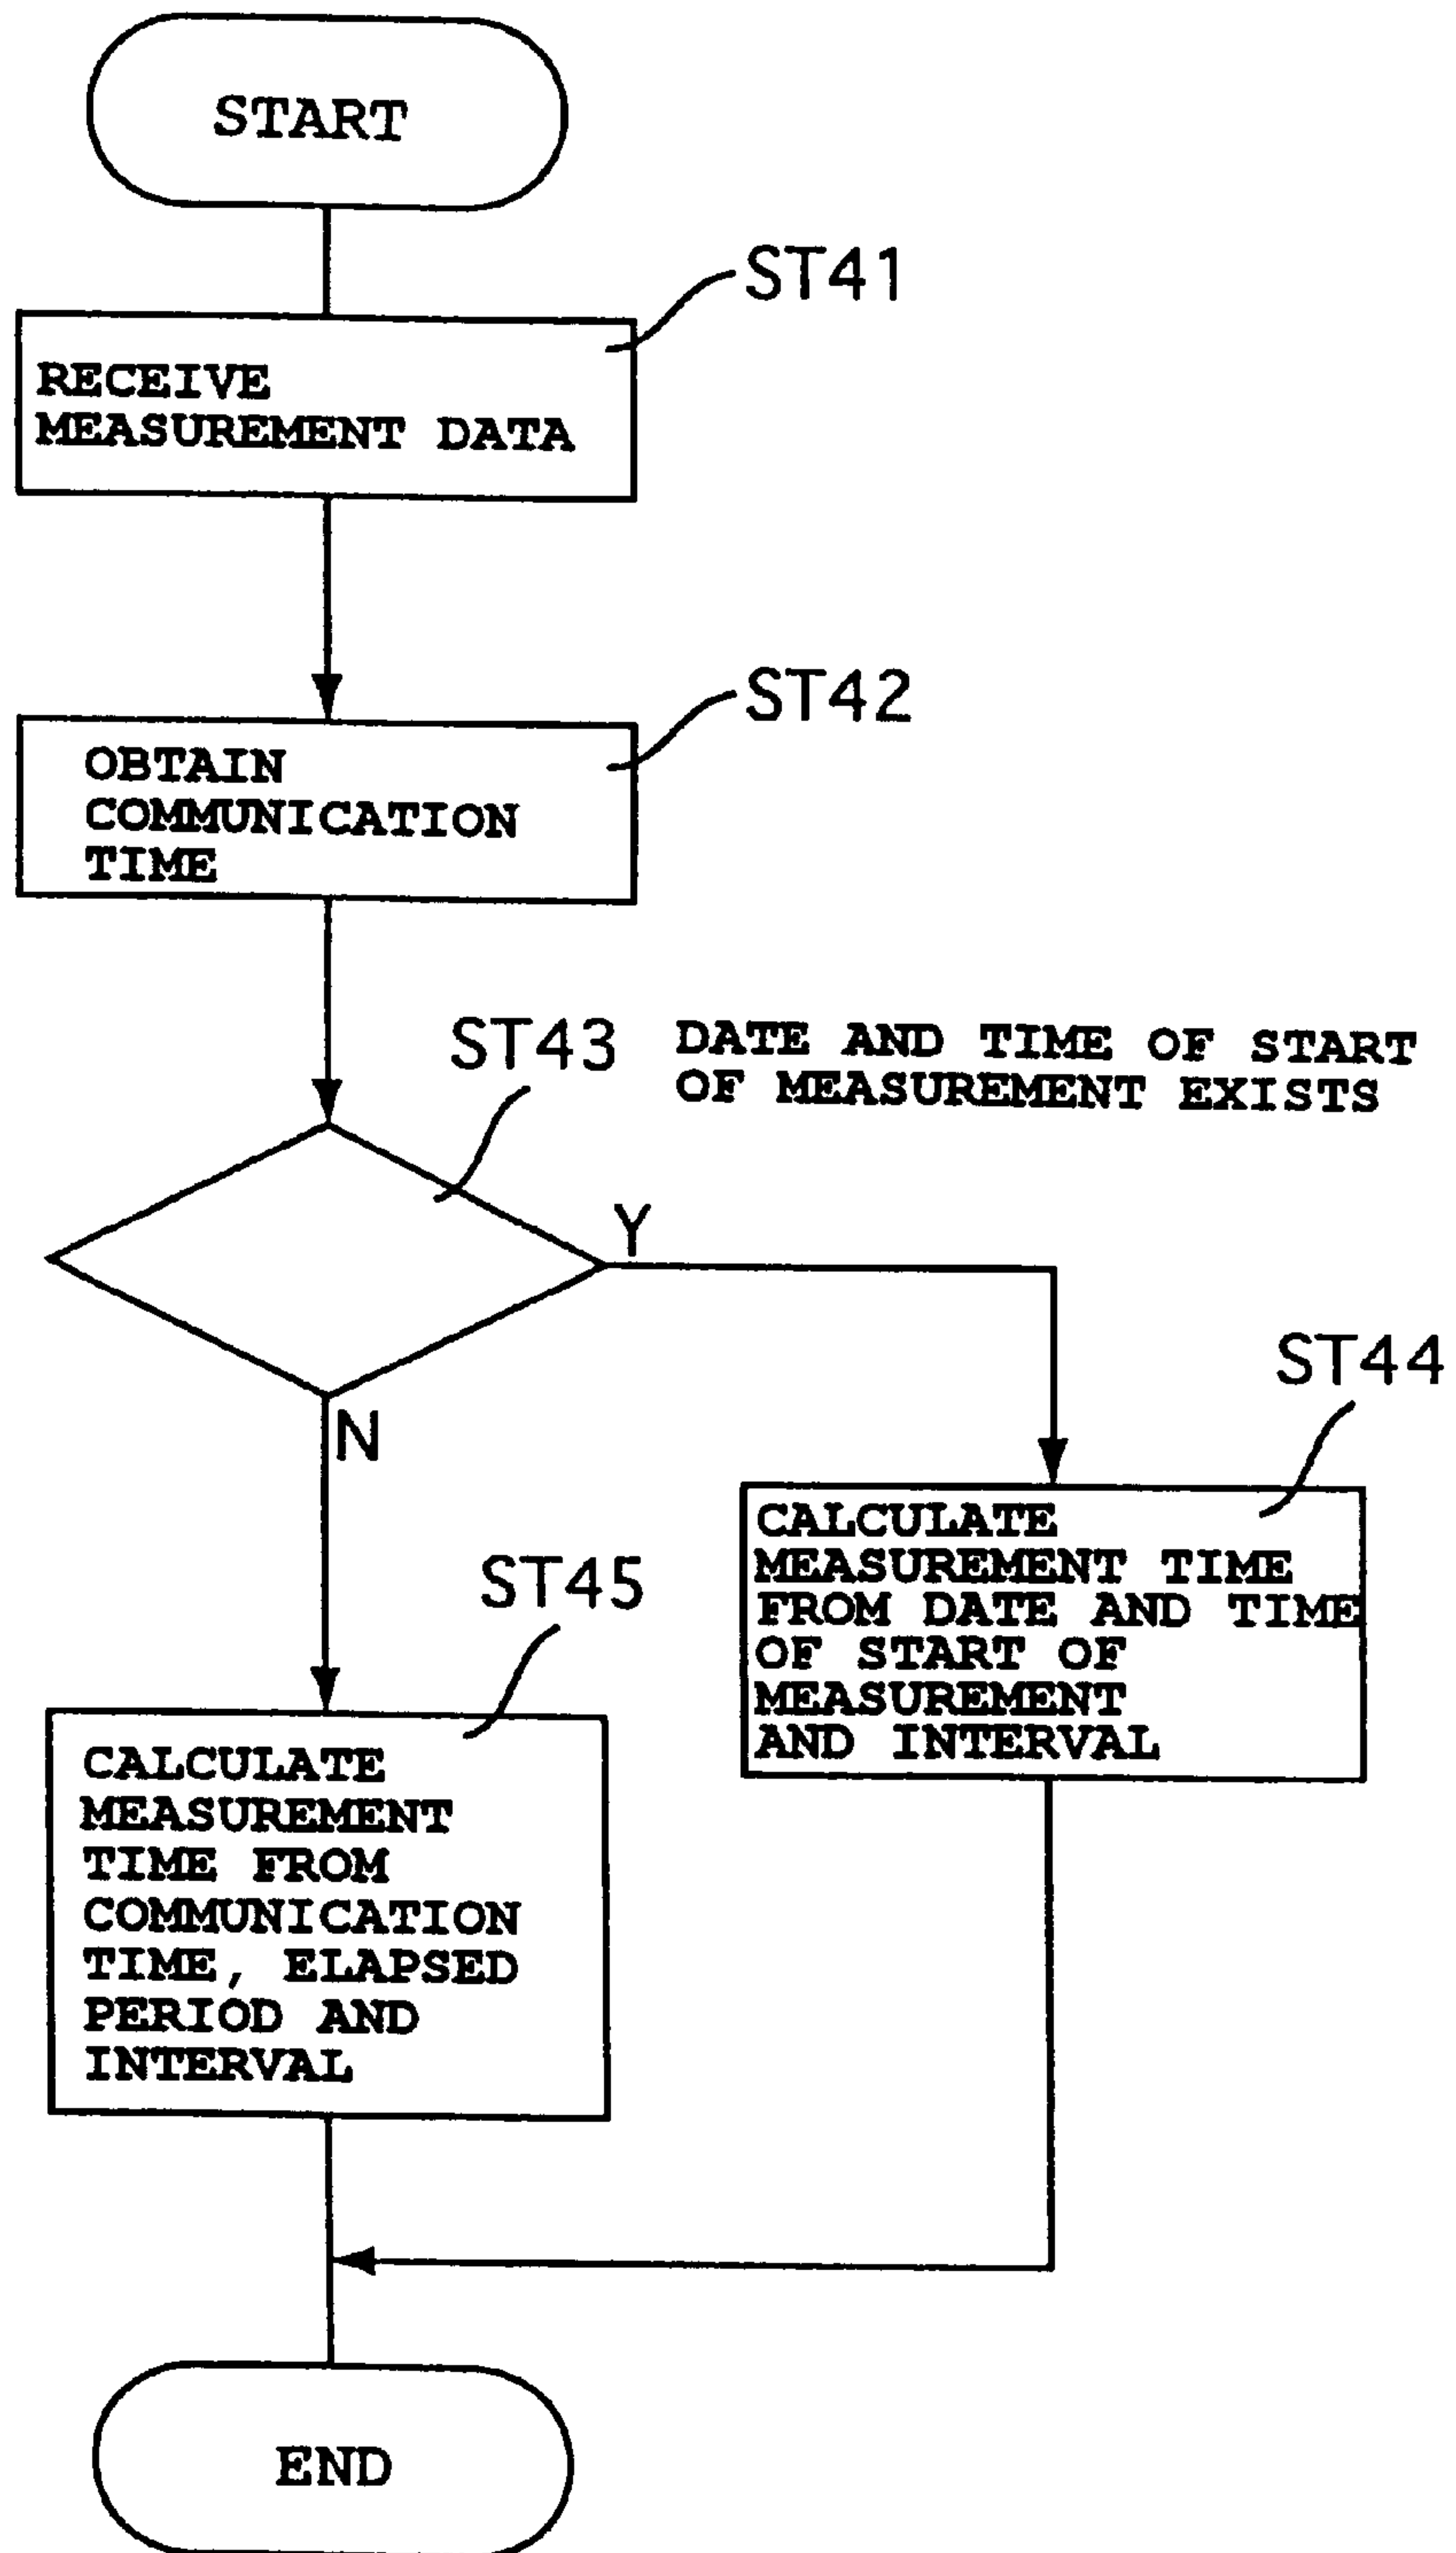 START
ST41
RECEIVE
MEASUREMENT DATA
ST42
OBTAIN
COMMUNICATION
TIME
ST43
DATE AND TIME OF START
OF MEASUREMENT EXISTS
Y
N
ST44
CALCULATE
MEASUREMENT TIME
FROM DATE AND TIME
OF START OF
MEASUREMENT
AND INTERVAL
ST45
CALCULATE
MEASUREMENT
TIME FROM
COMMUNICATION
TIME, ELAPSED
PERIOD AND
INTERVAL
END